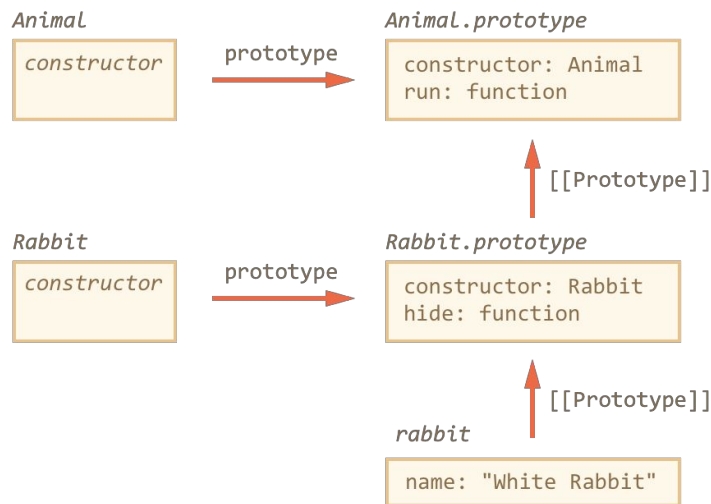 Animal
constructor
prototype
Animal.prototype
constructor: Animal
run: function
[[Prototype]]
Rabbit
constructor
prototype
Rabbit.prototype
constructor: Rabbit
hide: function
[[Prototype]]
rabbit
name: "White Rabbit"